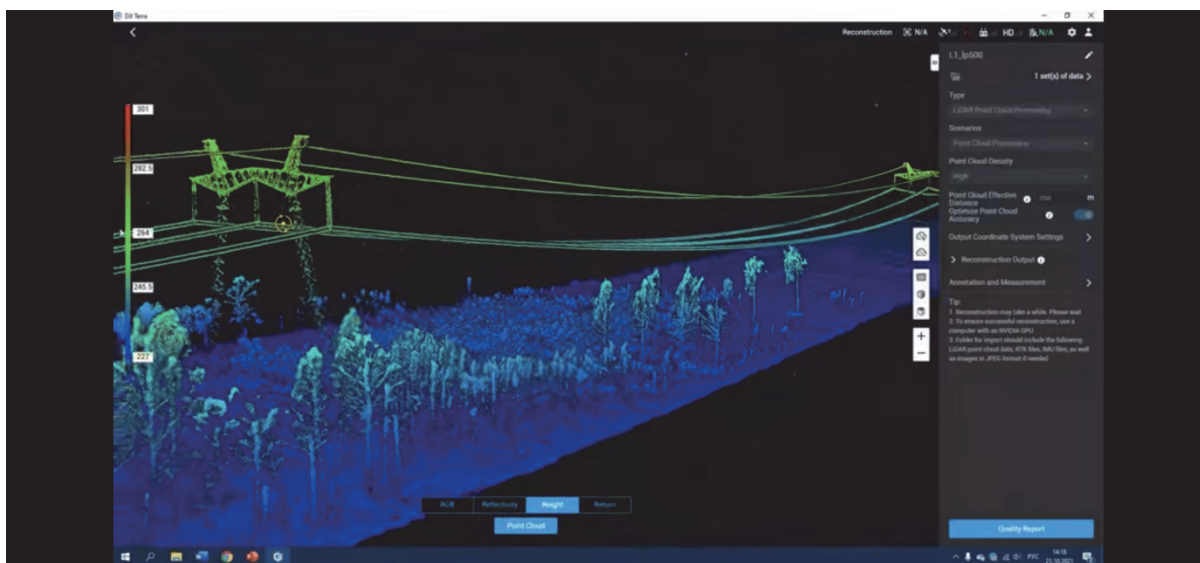 DJI Terra
Reconstruction N/A HD N/A
L1_lp500
1 set(s) of data
Type
LiDAR Point Cloud Processing
Scenarios
Point Cloud Processing
Point Cloud Density
High
Point Cloud Effective
Distance
m
Optimize Point Cloud
Accuracy
Output Coordinate System Settings
Reconstruction Output
Annotation and Measurement
Tip:
1. Reconstruction may take a while. Please wait
2. To ensure successful reconstruction, use a
computer with an NVIDIA GPU
3. Folder for import should include the following:
LiDAR point cloud data, RTK files, IMU files, as well
as images in JPEG format if needed
Quality Report
301
282.5
264
245.5
227
RGB Reflectivity Height Return
Point Cloud
РУС
14:10
21.10.2021